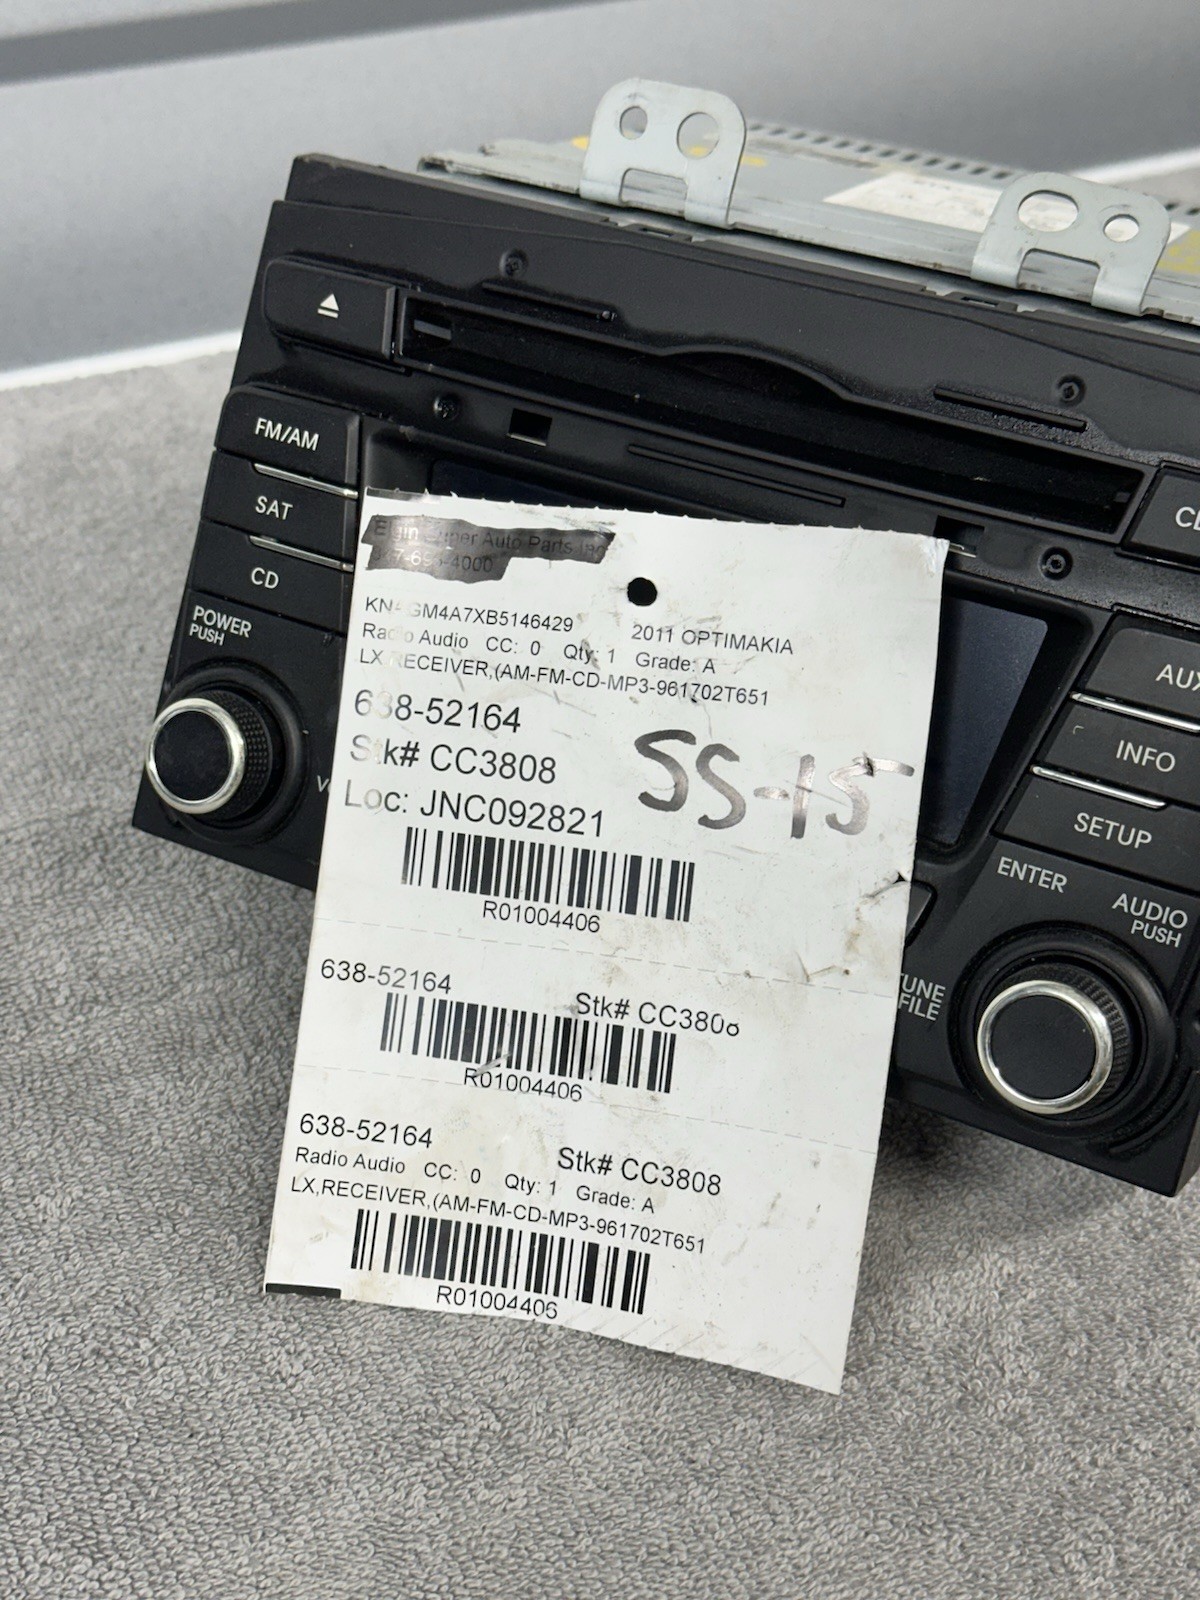 FM/AM
SAT
CD
POWER
PUSH
Elgin Super Auto Parts Inc
4000
GM4A7XB5146429 2011 OPTIMAKIA
Radio Audio CC: 0 Qty: 1 Grade: A
LX RECEIVER,(AM-FM-CD-MP3-961702T651
638-52164
Stk# CC3808
Loc: JNC092821
SS-15
R01004406
638-52164 Stk# CC3808
R01004406
638-52164 Stk# CC3808
Radio Audio CC: 0 Qty: 1 Grade: A
LX,RECEIVER,(AM-FM-CD-MP3-961702T651
R01004406
AUX
INFO
SETUP
ENTER
AUDIO
PUSH
TUNE
FILE